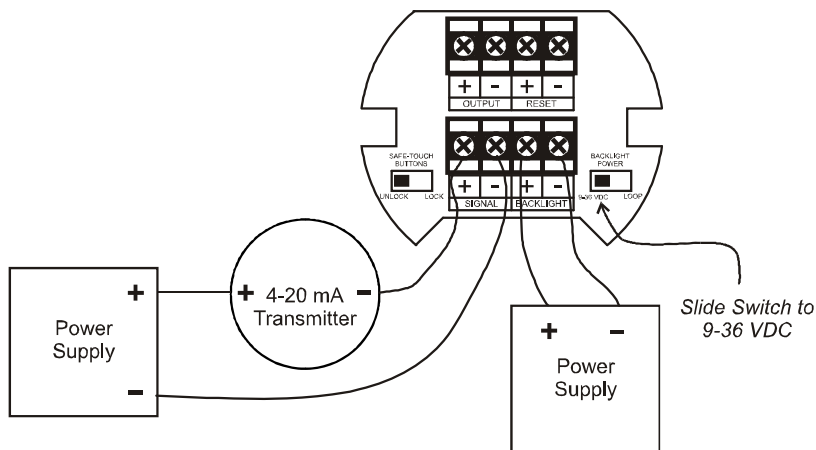 + - + -
OUTPUT RESET
SAFE-TOUCH
BUTTONS
UNLOCK LOCK
+ - + -
SIGNAL BACKLIGHT
BACKLIGHT
POWER
9-36 VDC LOOP
+
Power
Supply
-
+ 4-20 mA -
Transmitter
+ -
Power
Supply
Slide Switch to
9-36 VDC